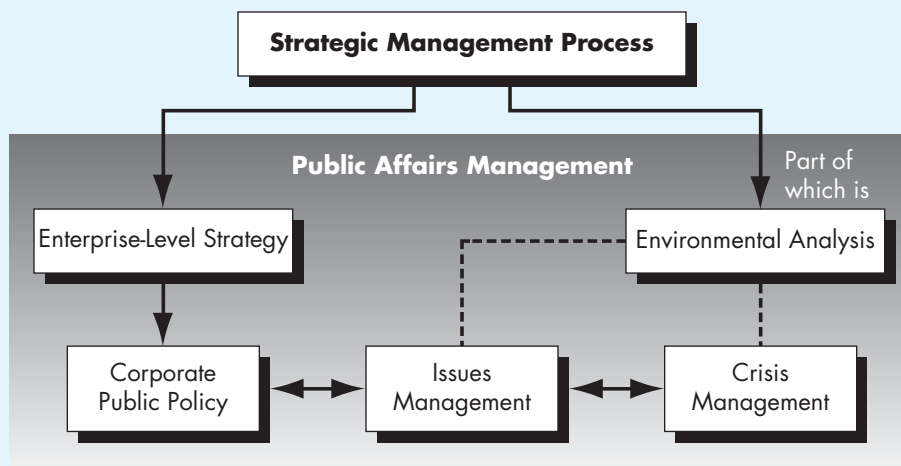 Strategic Management Process
Public Affairs Management
Part of
which is
Enterprise-Level Strategy
Environmental Analysis
Corporate
Public Policy
Issues
Management
Crisis
Management